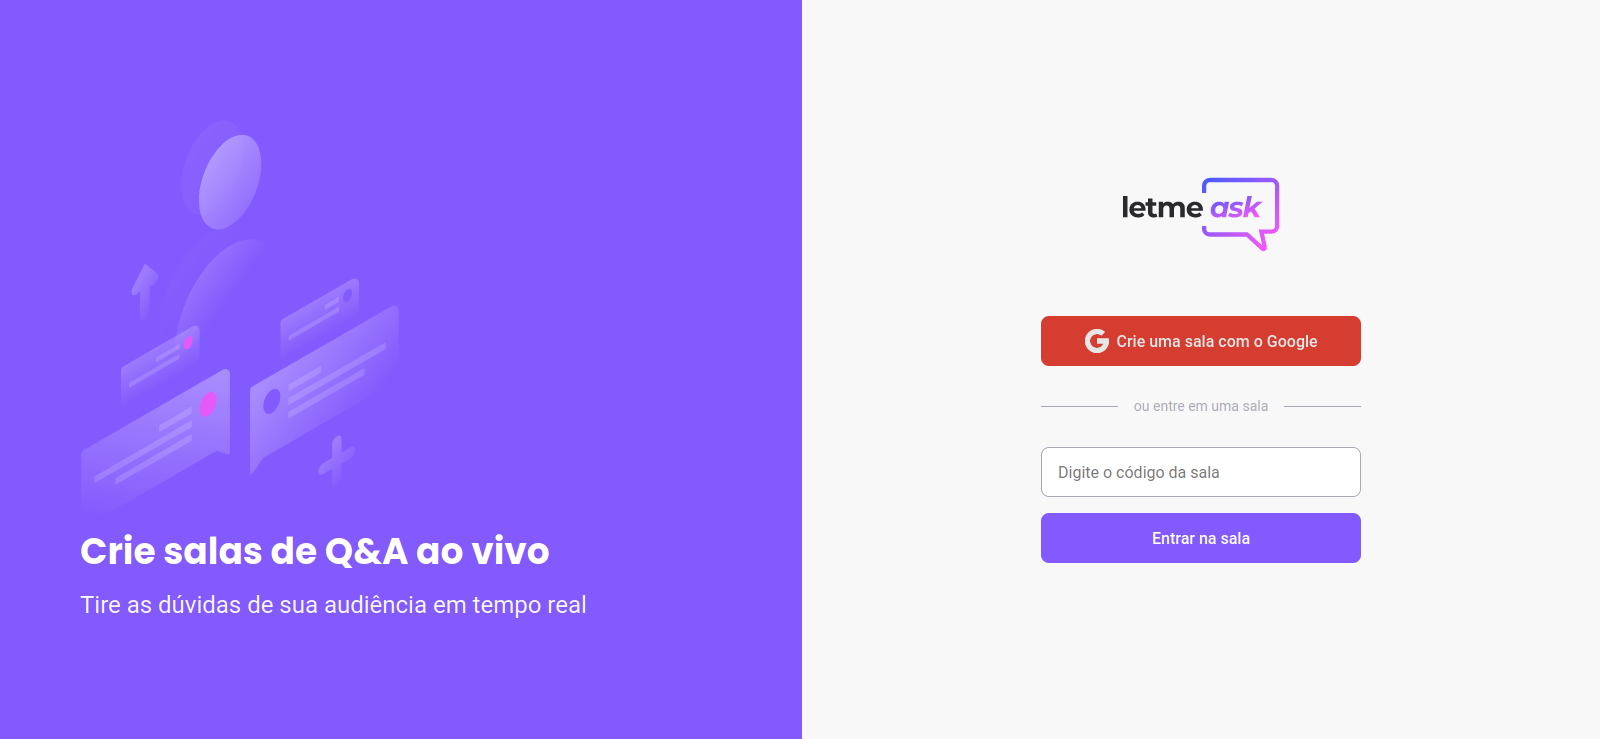 Crie salas de Q&A ao vivo
Tire as dúvidas de sua audiência em tempo real
letme ask
Crie uma sala com o Google
ou entre em uma sala
Digite o código da sala
Entrar na sala